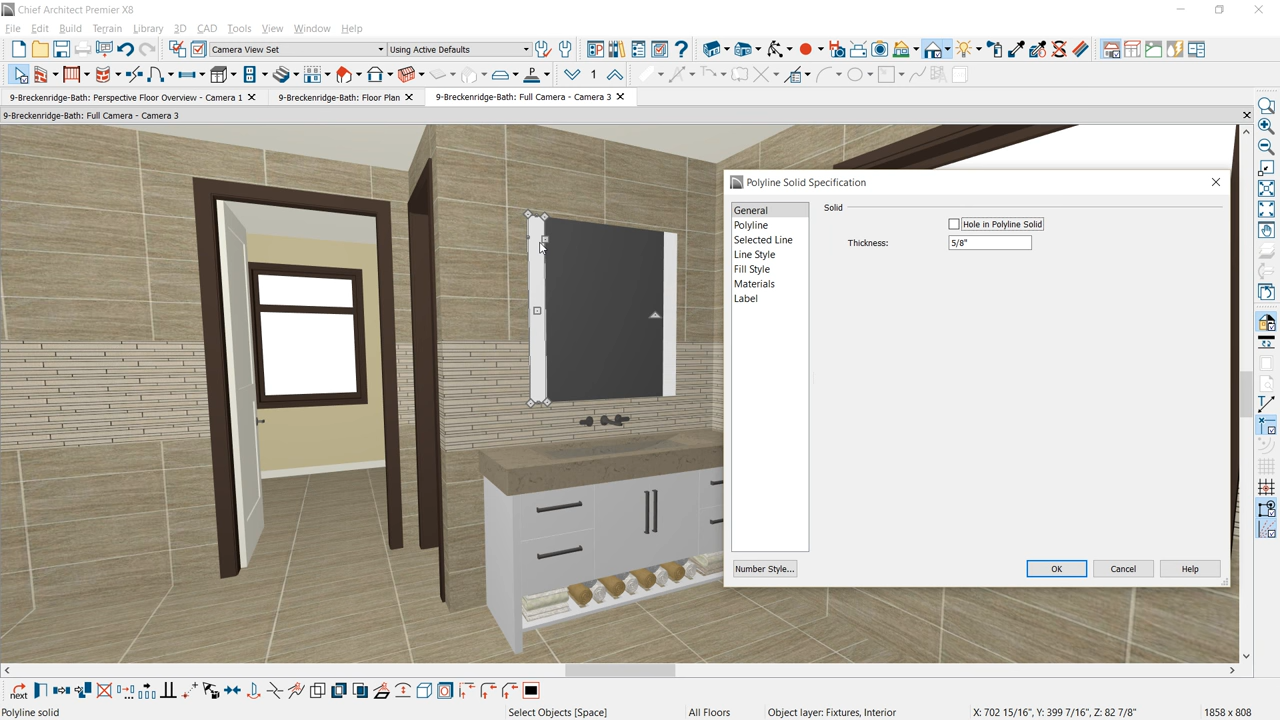 Chief Architect Premier X8
File Edit Build Terrain Library 3D CAD Tools View Window Help
Camera View Set Using Active Defaults
1
9-Breckenridge-Bath: Perspective Floor Overview - Camera 1 9-Breckenridge-Bath: Floor Plan 9-Breckenridge-Bath: Full Camera - Camera 3
9-Breckenridge-Bath: Full Camera - Camera 3
Polyline Solid Specification
General
Polyline
Selected Line
Line Style
Fill Style
Materials
Label
Solid
Hole in Polyline Solid
Thickness: 5/8"
Number Style... OK Cancel Help
next
Polyline solid Select Objects [Space] All Floors Object layer: Fixtures, Interior X: 702 15/16", Y: 399 7/16", Z: 82 7/8" 1858 x 808